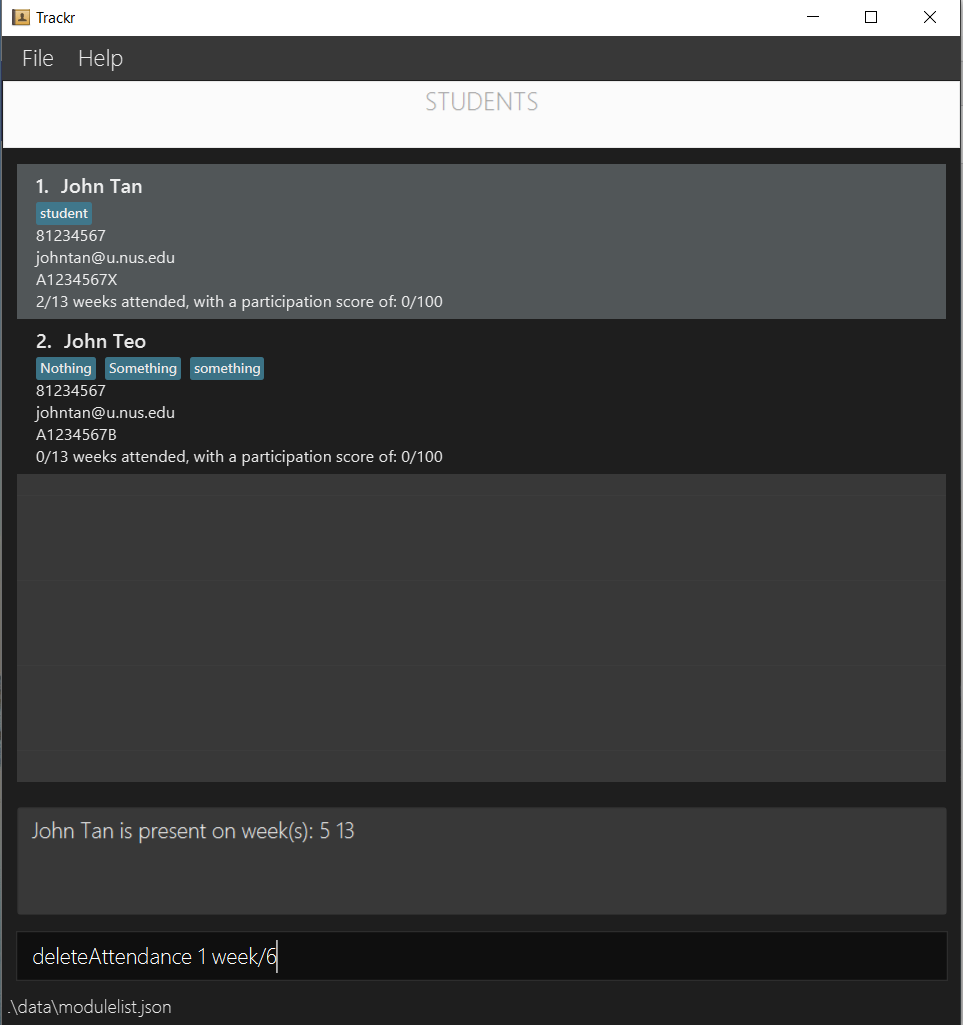 Trackr
File Help
STUDENTS
1. John Tan
student
81234567
johntan@u.nus.edu
A1234567X
2/13 weeks attended, with a participation score of: 0/100
2. John Teo
Nothing Something something
81234567
johntan@u.nus.edu
A1234567B
0/13 weeks attended, with a participation score of: 0/100
John Tan is present on week(s): 5 13
deleteAttendance 1 week/6
.\data\modulelist.json